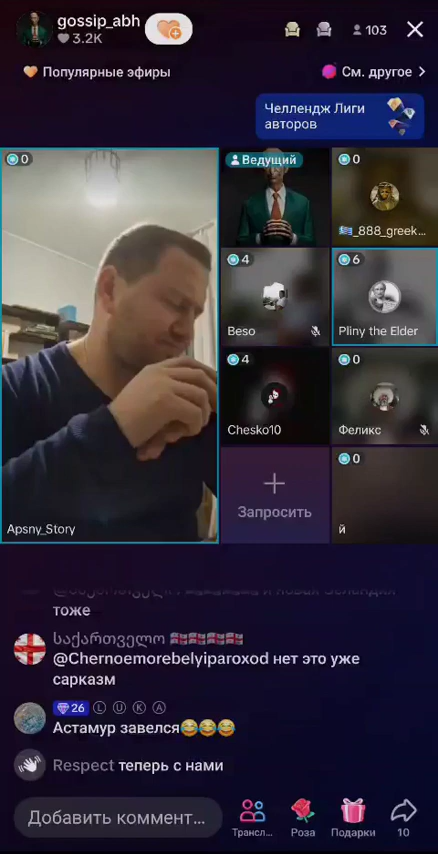 gossip_abh
3.2K
103
Популярные эфиры
См. другое
Челлендж Лиги
авторов
0
Ведущий
0
_888_greek...
4
Beso
6
Pliny the Elder
4
Chesko10
0
Феликс
Запросить
0
й
Apsny_Story
тоже
საქართველო
@Chernoemorebelyiparoxod нет это уже
сарказм
26 Ⓛ Ⓤ Ⓚ Ⓐ
Астамур завелся😂😂😂
Respect теперь с нами
Добавить коммент...
Трансл...
Роза
Подарки
10